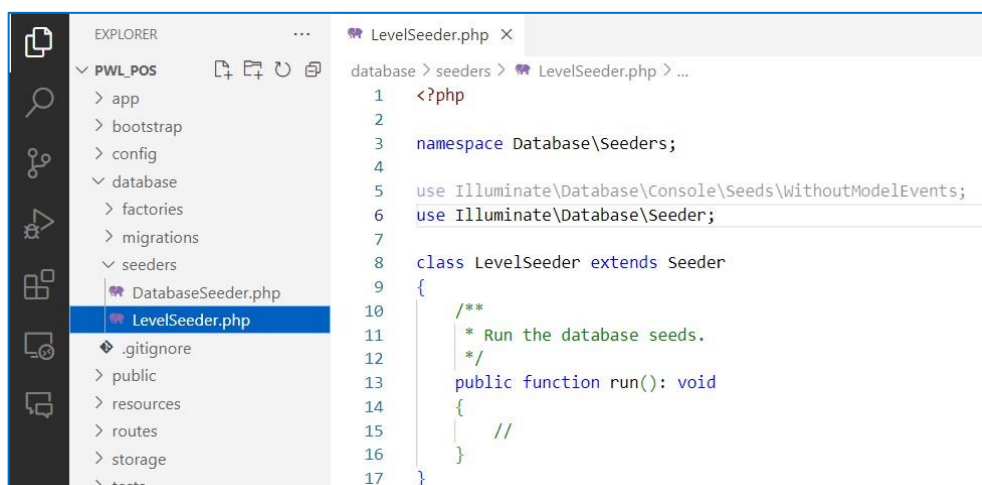 EXPLORER ...
PWL_POS
app
bootstrap
config
database
factories
migrations
seeders
DatabaseSeeder.php
LevelSeeder.php
.gitignore
public
resources
routes
storage
LevelSeeder.php
database > seeders > LevelSeeder.php > ...
1 <?php
2
3 namespace Database\Seeders;
4
5 use Illuminate\Database\Console\Seeds\WithoutModelEvents;
6 use Illuminate\Database\Seeder;
7
8 class LevelSeeder extends Seeder
9 {
10 /**
11 * Run the database seeds.
12 */
13 public function run(): void
14 {
15 //
16 }
17 }